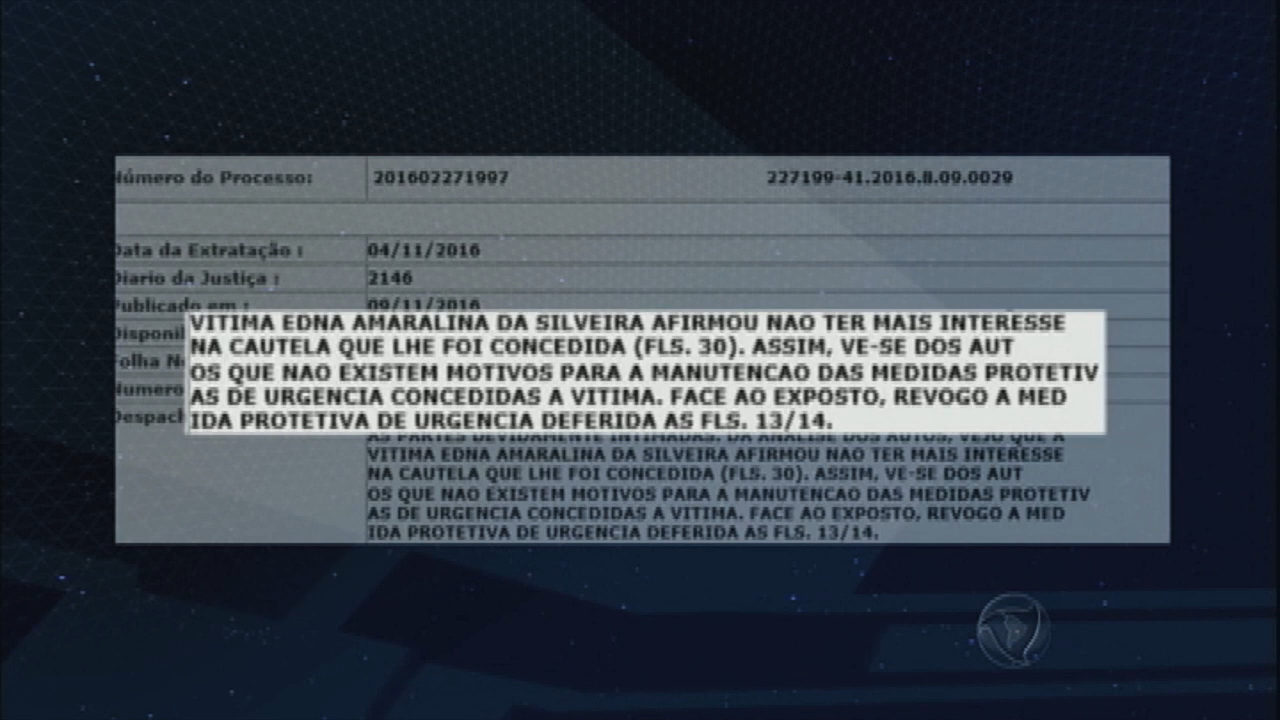 Número do Processo: 201602271997 227199-41.2016.8.09.0029
Data da Extratação : 04/11/2016
Diario da Justiça : 2146
Publicado em : 09/11/2016
VITIMA EDNA AMARALINA DA SILVEIRA AFIRMOU NAO TER MAIS INTERESSE
NA CAUTELA QUE LHE FOI CONCEDIDA (FLS. 30). ASSIM, VE-SE DOS AUT
OS QUE NAO EXISTEM MOTIVOS PARA A MANUTENCAO DAS MEDIDAS PROTETIV
AS DE URGENCIA CONCEDIDAS A VITIMA. FACE AO EXPOSTO, REVOGO A MED
IDA PROTETIVA DE URGENCIA DEFERIDA AS FLS. 13/14.
AS PARTES DEVIDAMENTE INTIMADAS. DA ANALISE DOS AUTOS, VEJO QUE A
VITIMA EDNA AMARALINA DA SILVEIRA AFIRMOU NAO TER MAIS INTERESSE
NA CAUTELA QUE LHE FOI CONCEDIDA (FLS. 30). ASSIM, VE-SE DOS AUT
OS QUE NAO EXISTEM MOTIVOS PARA A MANUTENCAO DAS MEDIDAS PROTETIV
AS DE URGENCIA CONCEDIDAS A VITIMA. FACE AO EXPOSTO, REVOGO A MED
IDA PROTETIVA DE URGENCIA DEFERIDA AS FLS. 13/14.